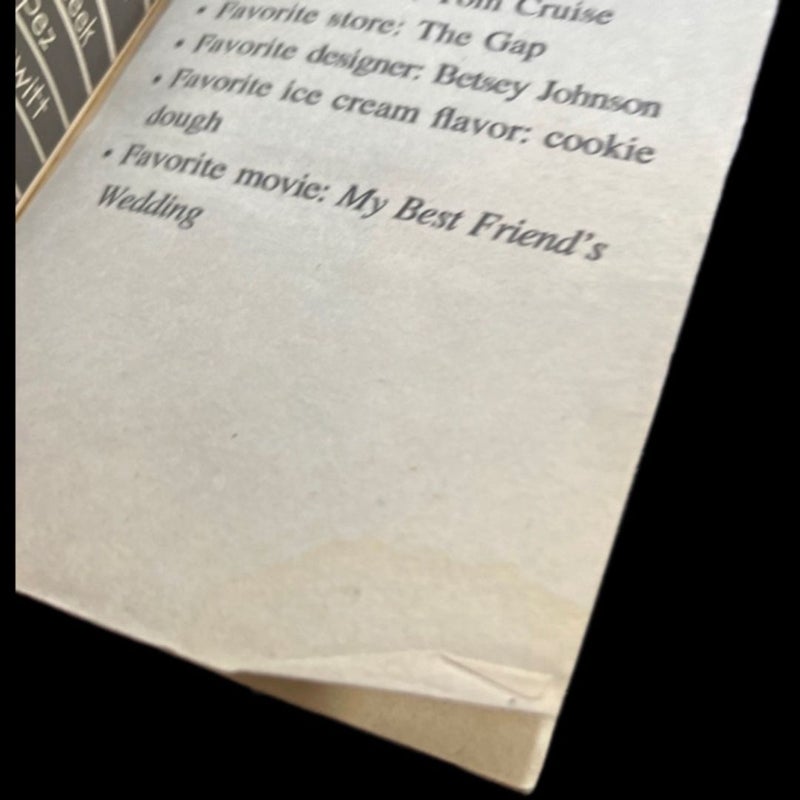 Tom Cruise
• Favorite store: The Gap
• Favorite designer: Betsey Johnson
• Favorite ice cream flavor: cookie
dough
• Favorite movie: My Best Friend's
Wedding